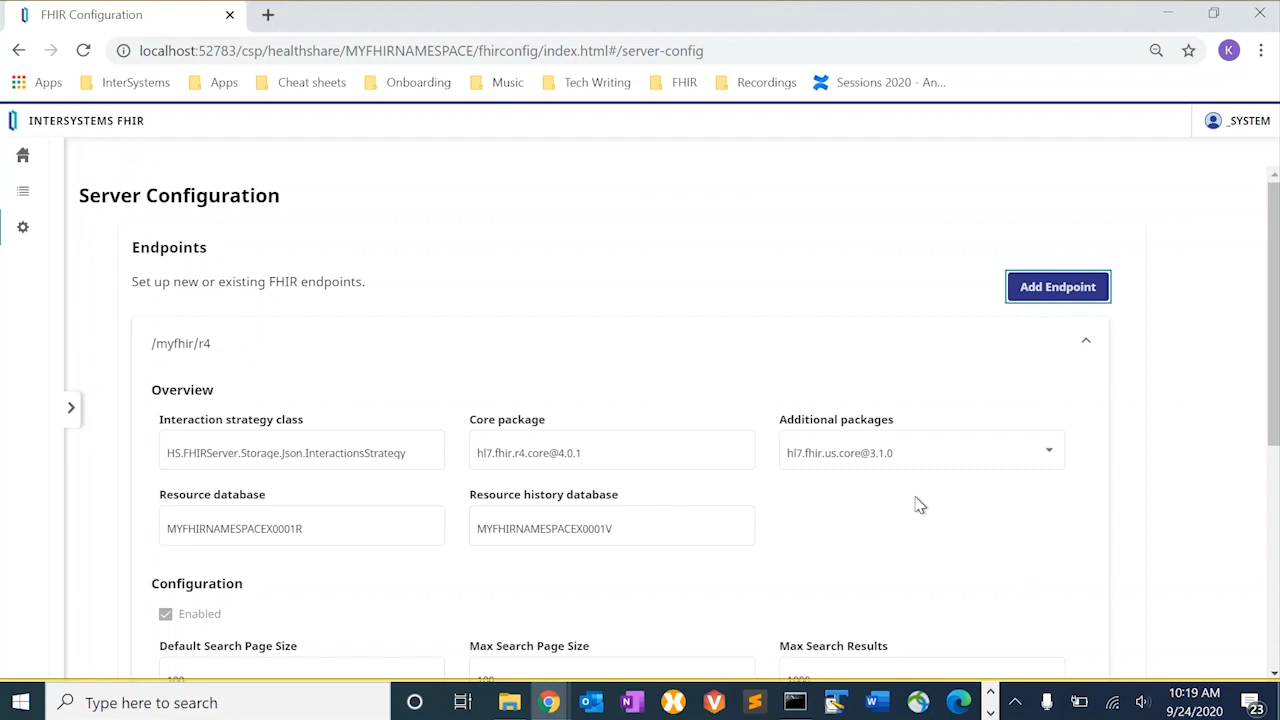 FHIR Configuration
localhost:52783/csp/healthshare/MYFHIRNAMESPACE/fhirconfig/index.html#/server-config
K
Apps InterSystems Apps Cheat sheets Onboarding Music Tech Writing FHIR Recordings Sessions 2020 - An...
INTERSYSTEMS FHIR
_SYSTEM
Server Configuration
Endpoints
Set up new or existing FHIR endpoints.
Add Endpoint
/myfhir/r4
Overview
Interaction strategy class Core package Additional packages
HS.FHIRServer.Storage.Json.InteractionsStrategy hl7.fhir.r4.core@4.0.1 hl7.fhir.us.core@3.1.0
Resource database Resource history database
MYFHIRNAMESPACEX0001R MYFHIRNAMESPACEX0001V
Configuration
Enabled
Default Search Page Size Max Search Page Size Max Search Results
100 100 1000
Type here to search
10:19 AM
9/24/2020
23